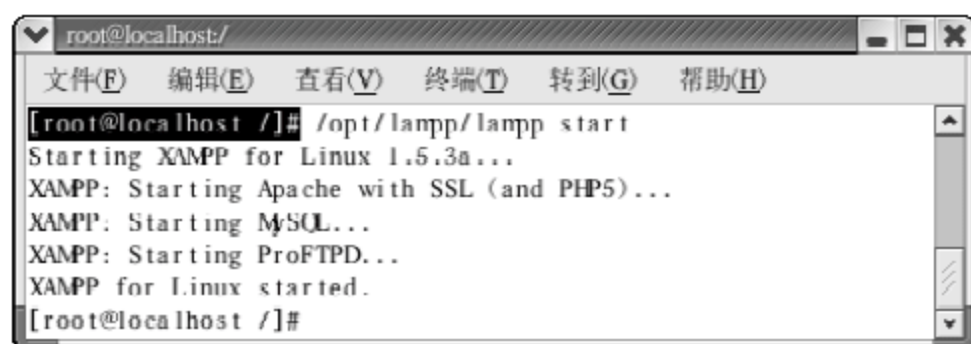 root@localhost:/
文件(F) 编辑(E) 查看(V) 终端(T) 转到(G) 帮助(H)
[root@localhost /]# /opt/lampp/lampp start
Starting XAMPP for Linux 1.5.3a...
XAMPP: Starting Apache with SSL (and PHP5)...
XAMPP: Starting MySQL...
XAMPP: Starting ProFTPD...
XAMPP for Linux started.
[root@localhost /]#